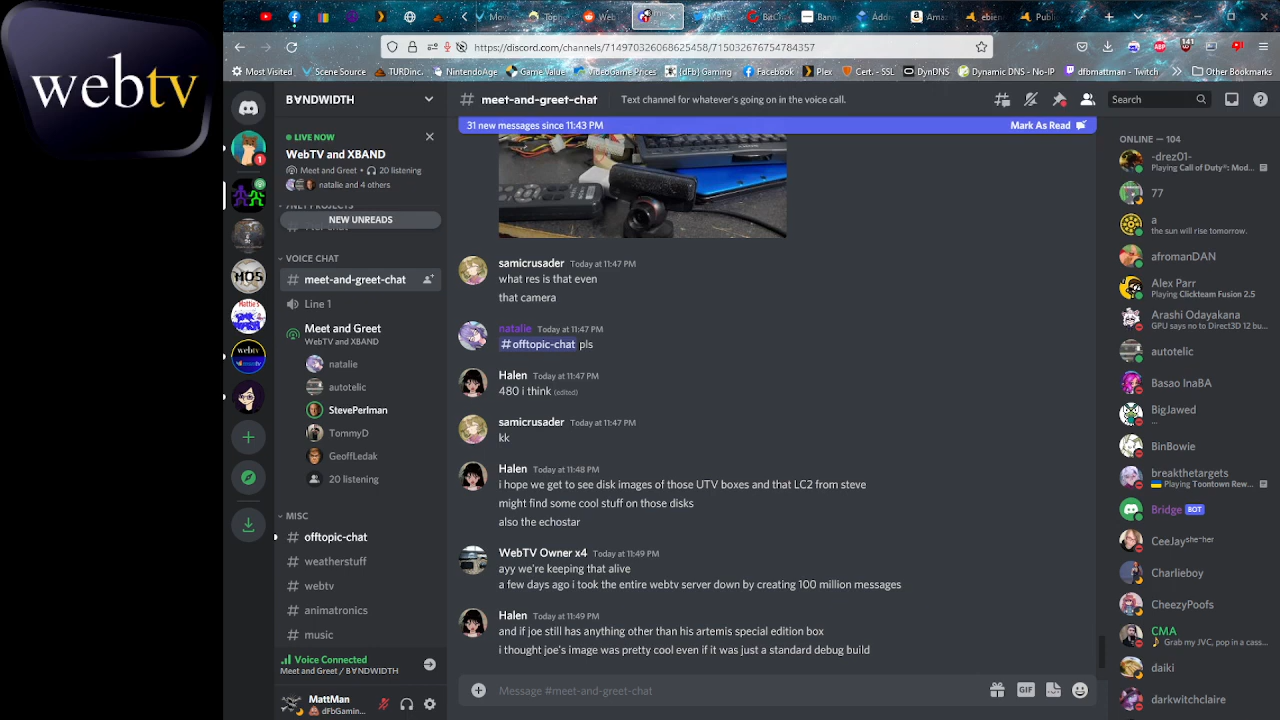 webtv
https://discord.com/channels/714970326068625458/715032676754784357
141
Most Visited
Scene Source
TURDinc.
NintendoAge
Game Value
VideoGame Prices
[dFb] Gaming
Facebook
Plex
Cert. - SSL
DynDNS
Dynamic DNS - No-IP
dfbmattman - Twitch
Other Bookmarks
BⱯNDWIDTH
LIVE NOW
WebTV and XBAND
Meet and Greet • 20 listening
natalie and 4 others
NEW UNREADS
VOICE CHAT
meet-and-greet-chat
Line 1
Meet and Greet
WebTV and XBAND
natalie
autotelic
StevePerlman
TommyD
GeoffLedak
20 listening
MISC
offtopic-chat
weatherstuff
webtv
animatronics
music
Voice Connected
Meet and Greet / BⱯNDWIDTH
MattMan
dFbGamin...
# meet-and-greet-chat
Text channel for whatever's going on in the voice call.
Search
31 new messages since 11:43 PM
Mark As Read
samicrusader Today at 11:47 PM
what res is that even
that camera
natalie Today at 11:47 PM
#offtopic-chat pls
Halen Today at 11:47 PM
480 i think (edited)
samicrusader Today at 11:47 PM
kk
Halen Today at 11:48 PM
i hope we get to see disk images of those UTV boxes and that LC2 from steve
might find some cool stuff on those disks
also the echostar
WebTV Owner x4 Today at 11:49 PM
ayy we're keeping that alive
a few days ago i took the entire webtv server down by creating 100 million messages
Halen Today at 11:49 PM
and if joe still has anything other than his artemis special edition box
i thought joe's image was pretty cool even if it was just a standard debug build
Message #meet-and-greet-chat
GIF
ONLINE — 104
-drez01-
Playing Call of Duty®: Mod...
77
a
the sun will rise tomorrow.
afromanDAN
Alex Parr
Playing Clickteam Fusion 2.5
Arashi Odayakana
GPU says no to Direct3D 12 bu...
autotelic
Basao InaBA
BigJawed
...
BinBowie
breakthetargets
Playing Toontown Rew...
Bridge BOT
CeeJay she~her
Charlieboy
CheezyPoofs
CMA
Grab my JVC, pop in a cass...
daiki
darkwitchclaire